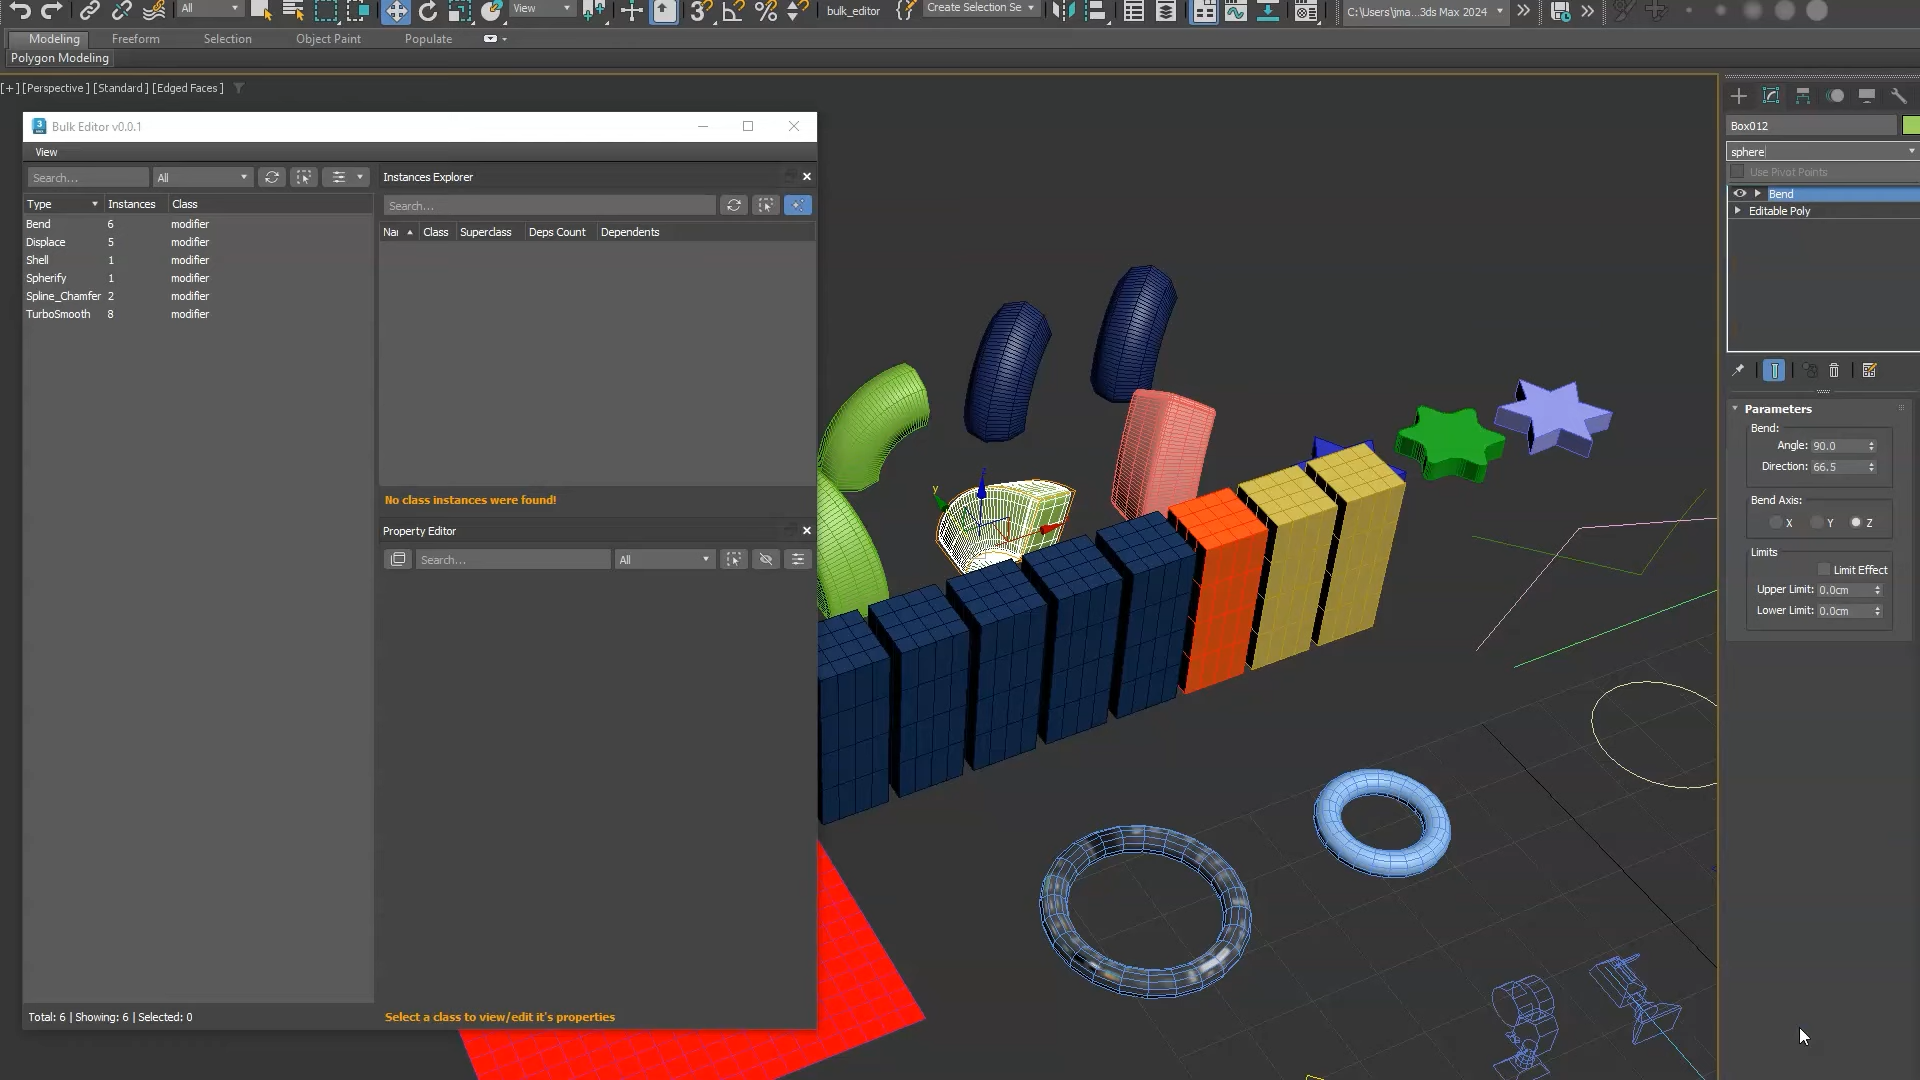 All
View
bulk_editor
Create Selection Se
C:\Users\jma...3ds Max 2024
Modeling
Freeform
Selection
Object Paint
Populate
Polygon Modeling
[+] [Perspective ] [Standard ] [Edged Faces ]
Bulk Editor v0.0.1
View
Search...
All
Type
Instances
Class
Bend 6 modifier
Displace 5 modifier
Shell 1 modifier
Spherify 1 modifier
Spline_Chamfer 2 modifier
TurboSmooth 8 modifier
Total: 6 | Showing: 6 | Selected: 0
Instances Explorer
Search...
Nai Class Superclass Deps Count Dependents
No class instances were found!
Property Editor
Search...
All
Select a class to view/edit it's properties
y
z
Box012
sphere
Use Pivot Points
Bend
Editable Poly
Parameters
Bend:
Angle: 90.0
Direction: 66.5
Bend Axis:
X Y Z
Limits
Limit Effect
Upper Limit: 0.0cm
Lower Limit: 0.0cm